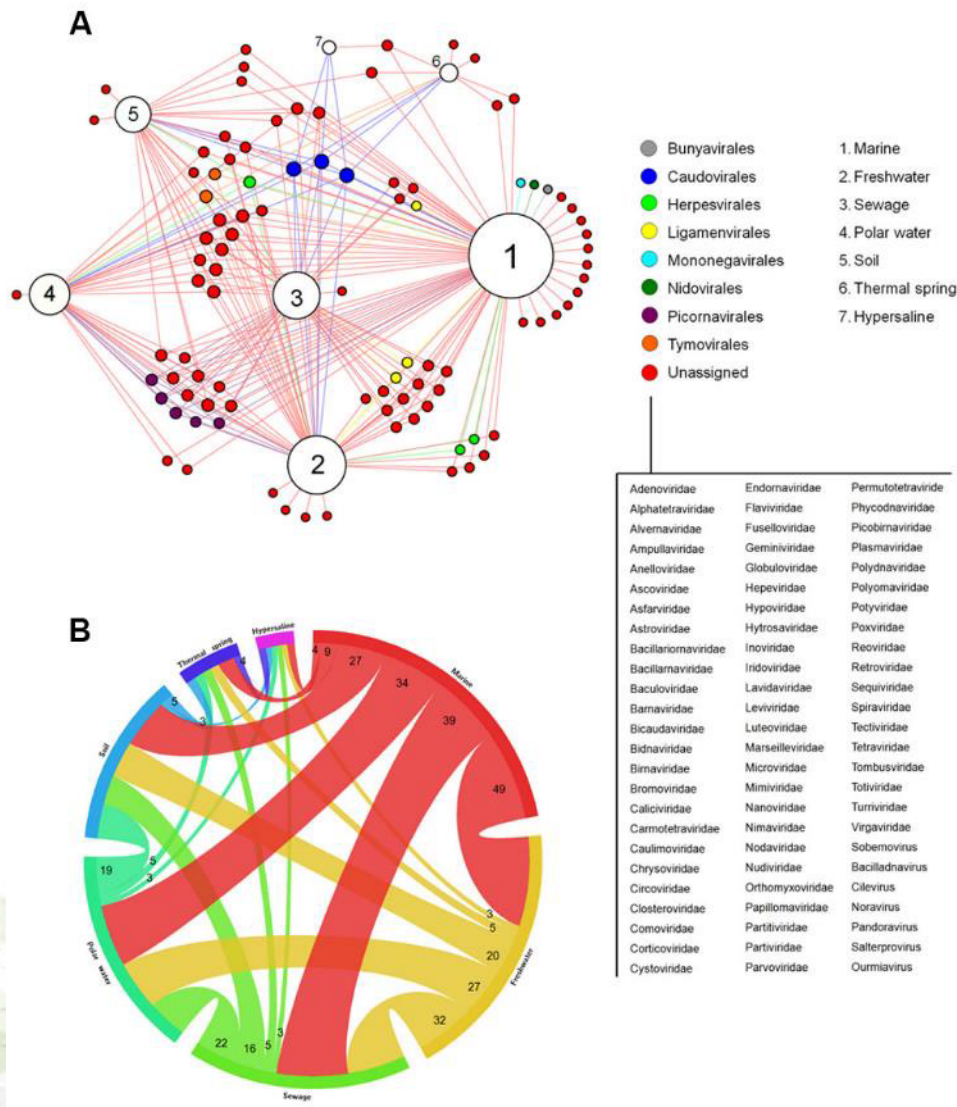 A
7
6
5
1
4
3
2
Bunyavirales
Caudovirales
Herpesvirales
Ligamenvirales
Mononegavirales
Nidovirales
Picornavirales
Tymovirales
Unassigned
1. Marine
2. Freshwater
3. Sewage
4. Polar water
5. Soil
6. Thermal spring
7. Hypersaline
Adenoviridae
Alphatetraviridae
Alvernaviridae
Ampullaviridae
Anelloviridae
Ascoviridae
Asfarviridae
Astroviridae
Bacillariornaviridae
Bacillarnaviridae
Baculoviridae
Barnaviridae
Bicaudaviridae
Bidnaviridae
Birnaviridae
Bromoviridae
Caliciviridae
Carmotetraviridae
Caulimoviridae
Chrysoviridae
Circoviridae
Closteroviridae
Comoviridae
Corticoviridae
Cystoviridae
Endornaviridae
Flaviviridae
Fuselloviridae
Geminiviridae
Globuloviridae
Hepeviridae
Hypoviridae
Hytrosaviridae
Inoviridae
Iridoviridae
Lavidaviridae
Leviviridae
Luteoviridae
Marseilleviridae
Microviridae
Mimiviridae
Nanoviridae
Nimaviridae
Nodaviridae
Nudiviridae
Orthomyxoviridae
Papillomaviridae
Partitiviridae
Partiviridae
Parvoviridae
Permutotetraviride
Phycodnaviridae
Picobirnaviridae
Plasmaviridae
Polydnaviridae
Polyomaviridae
Potyviridae
Poxviridae
Reoviridae
Retroviridae
Sequiviridae
Spiraviridae
Tectiviridae
Tetraviridae
Tombusviridae
Totiviridae
Turriviridae
Virgaviridae
Sobemovirus
Bacilladnavirus
Cilevirus
Noravirus
Pandoravirus
Salterprovirus
Ourmiavirus
B
Thermal spring
Hypersaline
Marine
Soil
Polar water
Freshwater
Sewage
4
4
9
27
34
39
49
5
3
19
5
3
3
5
20
27
32
22
16
5
3